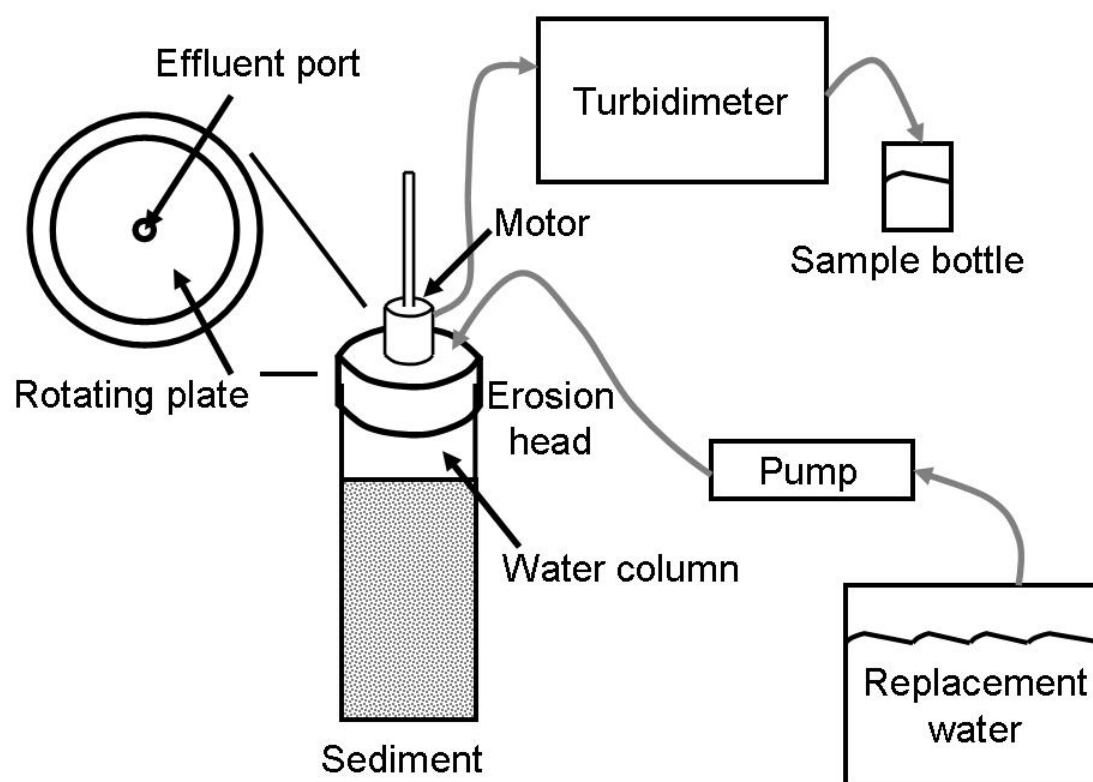 Effluent port
Turbidimeter
Motor
Sample bottle
Rotating plate
Erosion
head
Pump
Water column
Replacement
water
Sediment